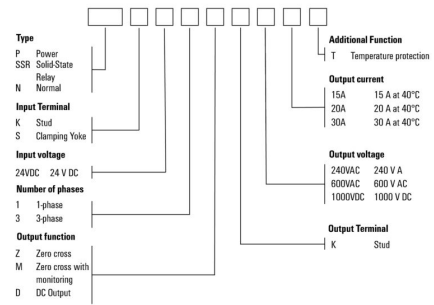 Type
P Power
SSR Solid-State
Relay
N Normal
Input Terminal
K Stud
S Clamping Yoke
Input voltage
24VDC 24 V DC
Number of phases
1 1-phase
3 3-phase
Output function
Z Zero cross
M Zero cross with
monitoring
D DC Output
Additional Function
T Temperature protection
Output current
15A 15 A at 40°C
20A 20 A at 40°C
30A 30 A at 40°C
Output voltage
240VAC 240 V A
600VAC 600 V AC
1000VDC 1000 V DC
Output Terminal
K Stud